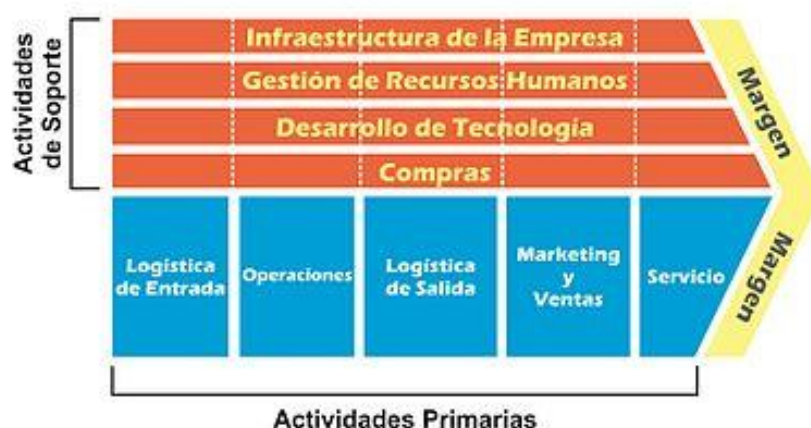 Actividades
de Soporte
Infraestructura de la Empresa
Gestión de Recursos Humanos
Desarrollo de Tecnología
Compras
Margen
Logística
de Entrada
Operaciones
Logística
de Salida
Marketing
y
Ventas
Servicio
Margen
Actividades Primarias